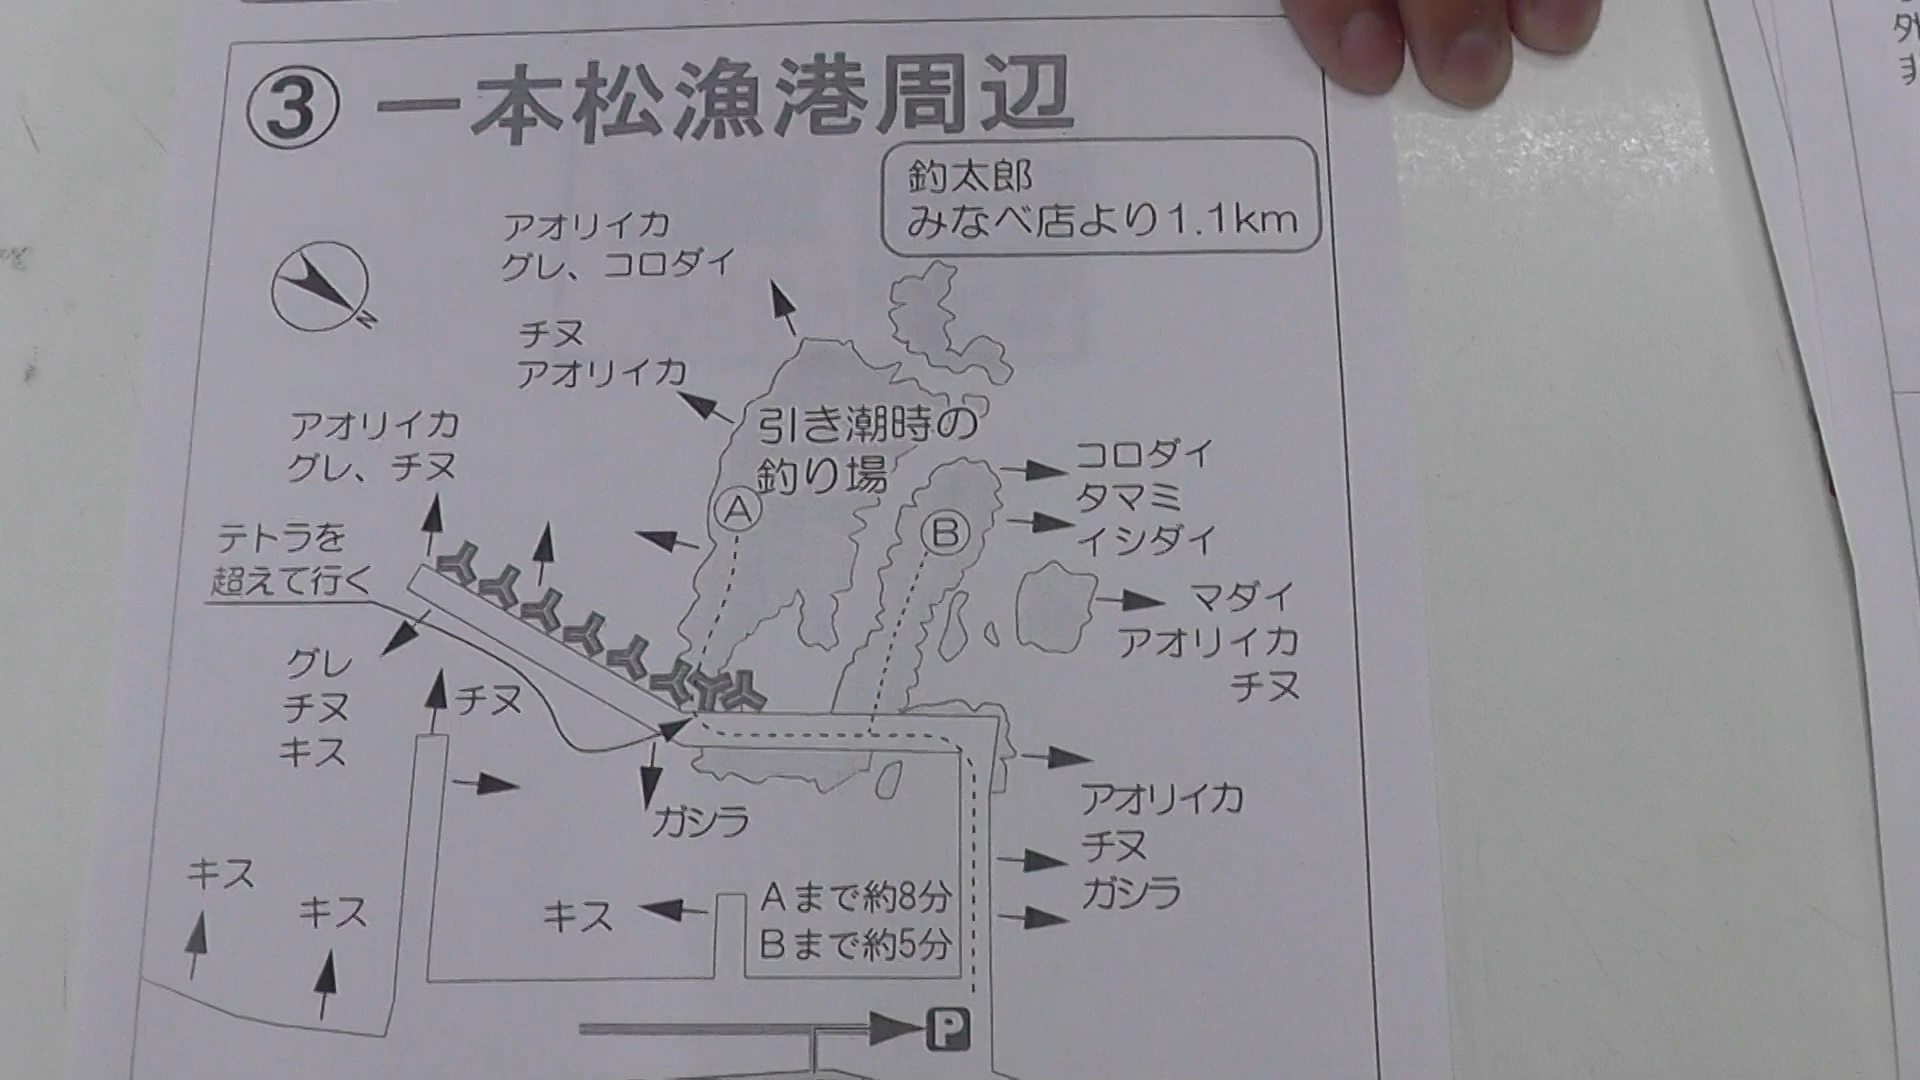 ③ 一本松漁港周辺
釣太郎
みなべ店より1.1km
アオリイカ
グレ、コロダイ
N
チヌ
アオリイカ
アオリイカ
グレ、チヌ
引き潮時の
釣り場
A
B
コロダイ
タマミ
イシダイ
テトラを
超えて行く
マダイ
アオリイカ
チヌ
グレ
チヌ
キス
チヌ
ガシラ
アオリイカ
チヌ
ガシラ
キス
キス
キス
Aまで約8分
Bまで約5分
P
外